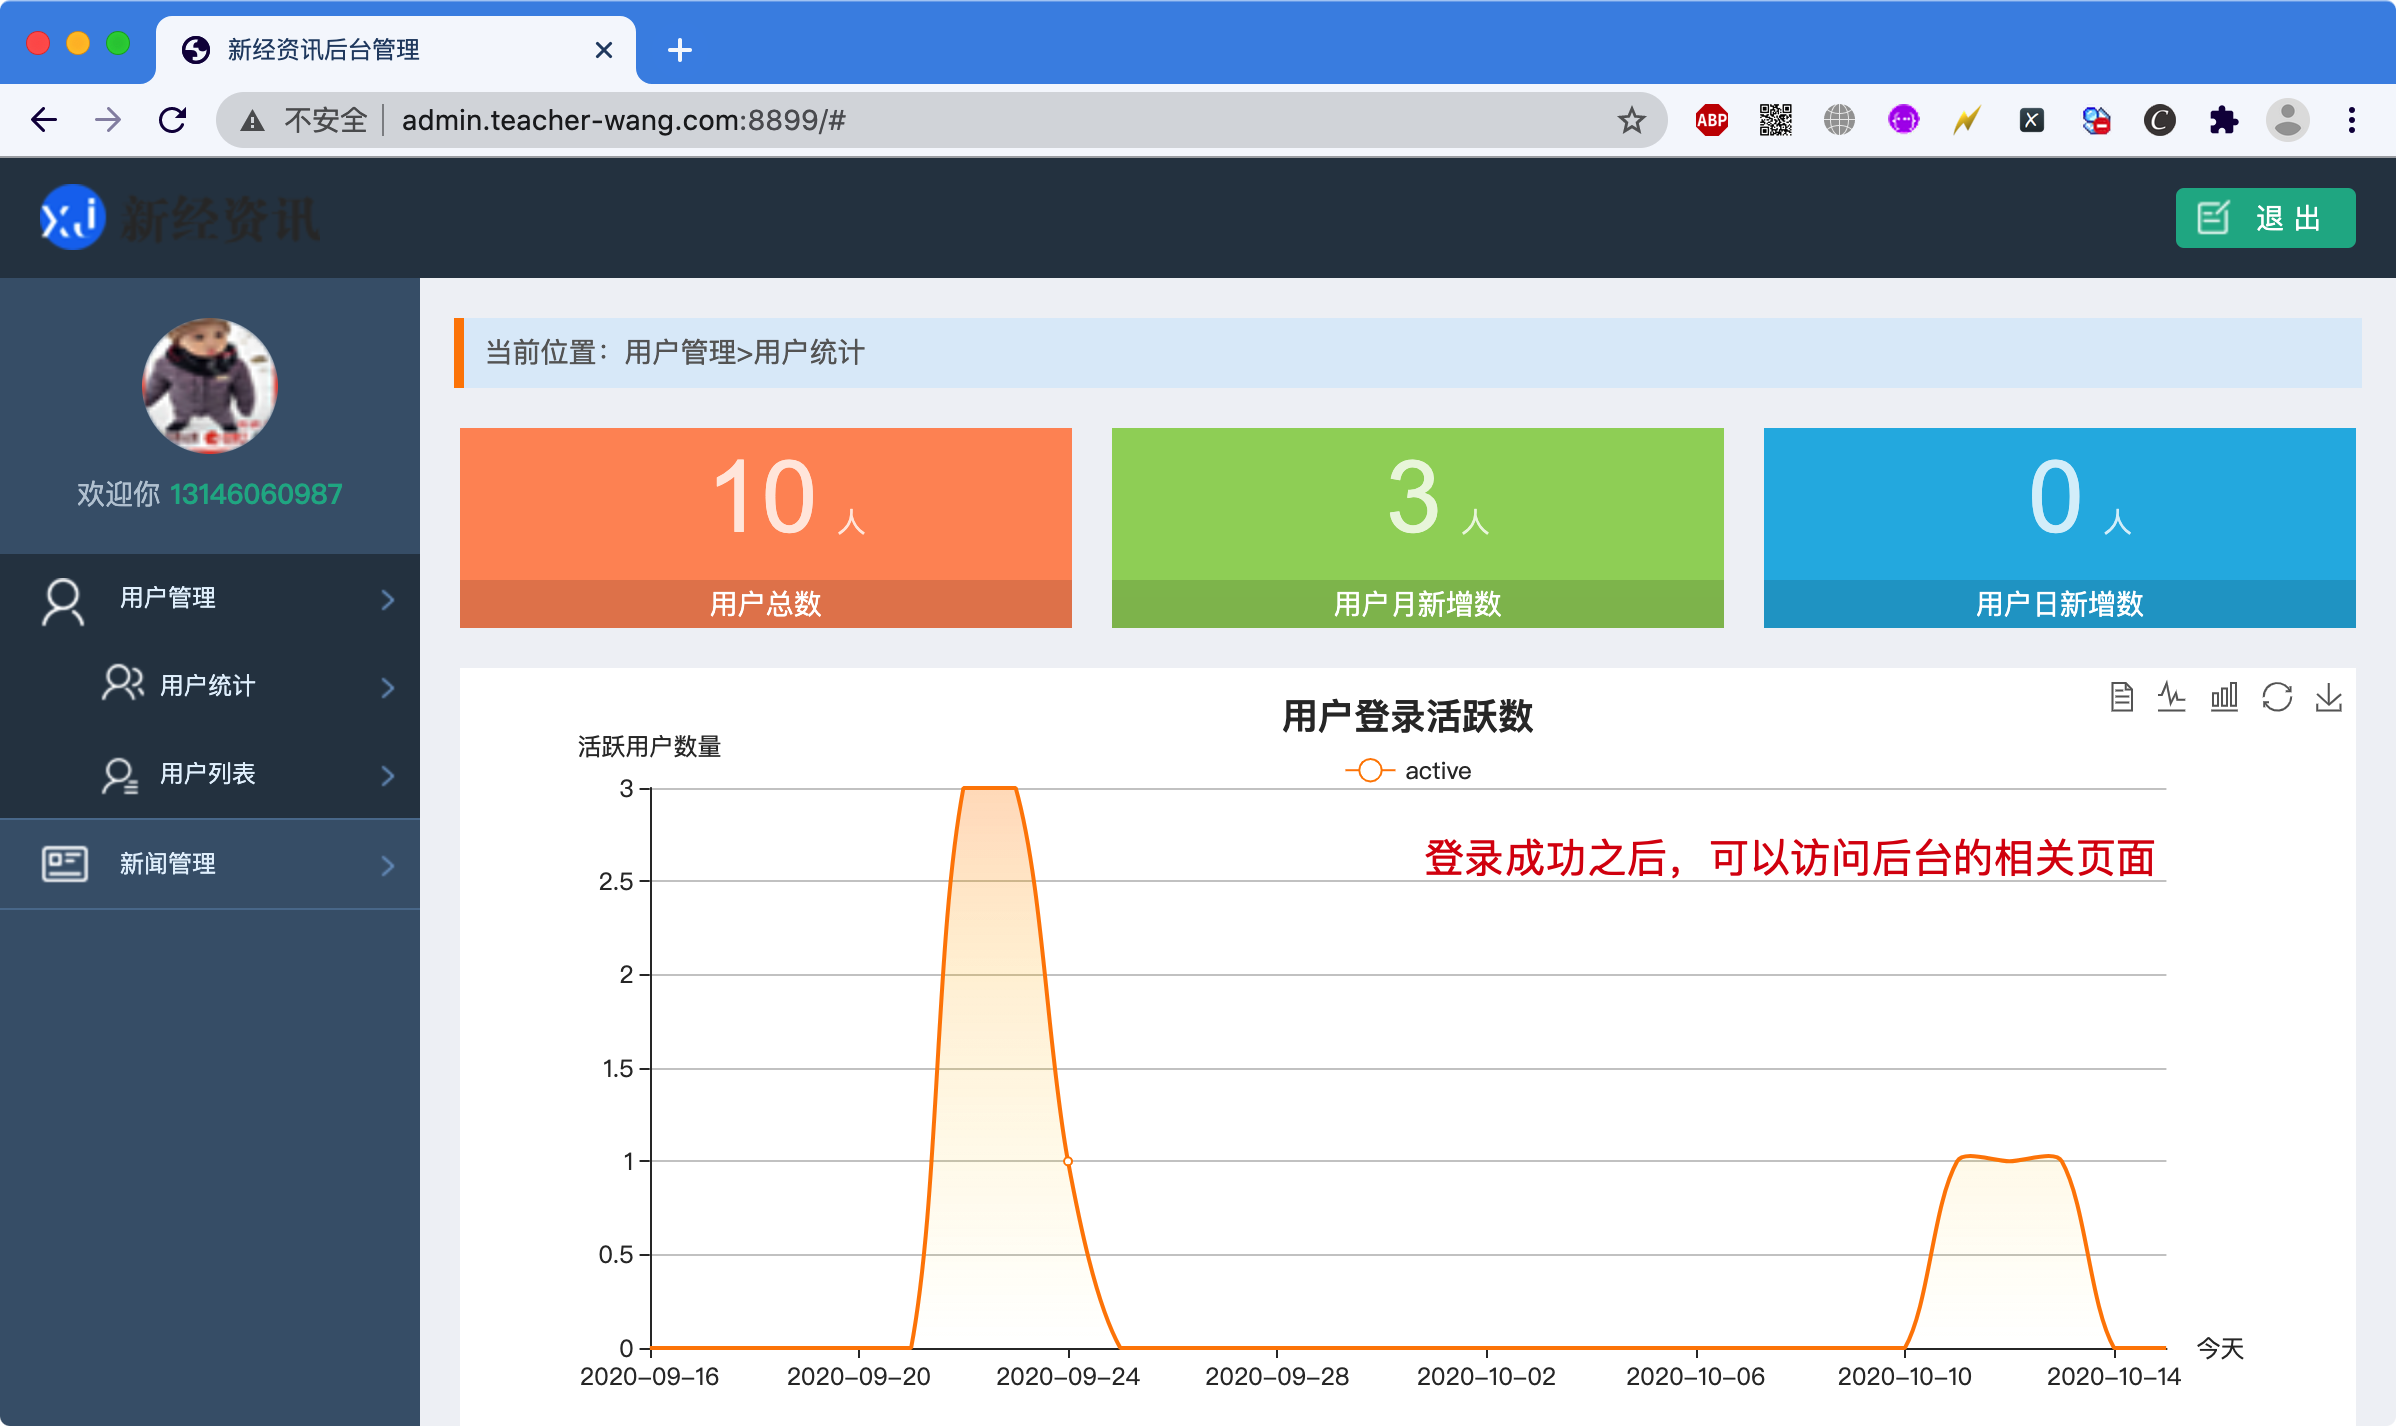 新经资讯后台管理
不安全 admin.teacher-wang.com:8899/#
ABP
新经资讯
退 出
欢迎你 13146060987
用户管理
用户统计
用户列表
新闻管理
当前位置：用户管理>用户统计
10 人
用户总数
3 人
用户月新增数
0 人
用户日新增数
用户登录活跃数
活跃用户数量
active
登录成功之后，可以访问后台的相关页面
3
2.5
2
1.5
1
0.5
0
2020-09-16 2020-09-20 2020-09-24 2020-09-28 2020-10-02 2020-10-06 2020-10-10 2020-10-14
今天